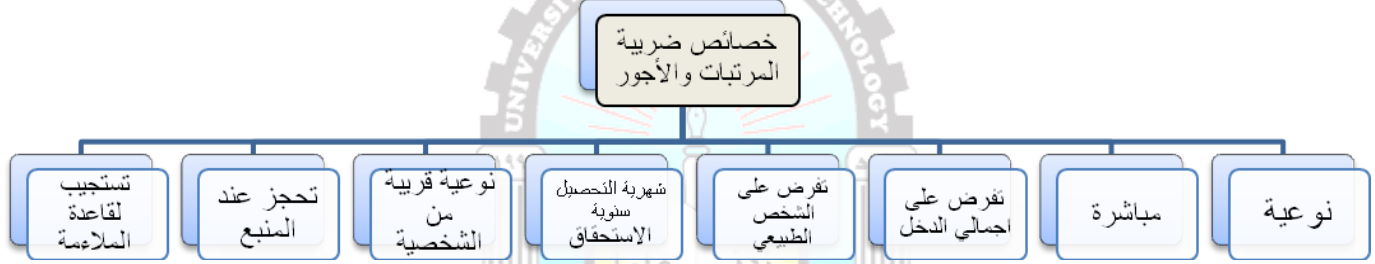 خصائص ضريبة
المرتبات والأجور
نوعية
مباشرة
تفرض على
اجمالي الدخل
تفرض على
الشخص
الطبيعي
شهرية التحصيل
سنوية
الاستحقاق
نوعية قريبة
من
الشخصية
تحجز عند
المنبع
تستجيب
لقاعدة
الملاءمة